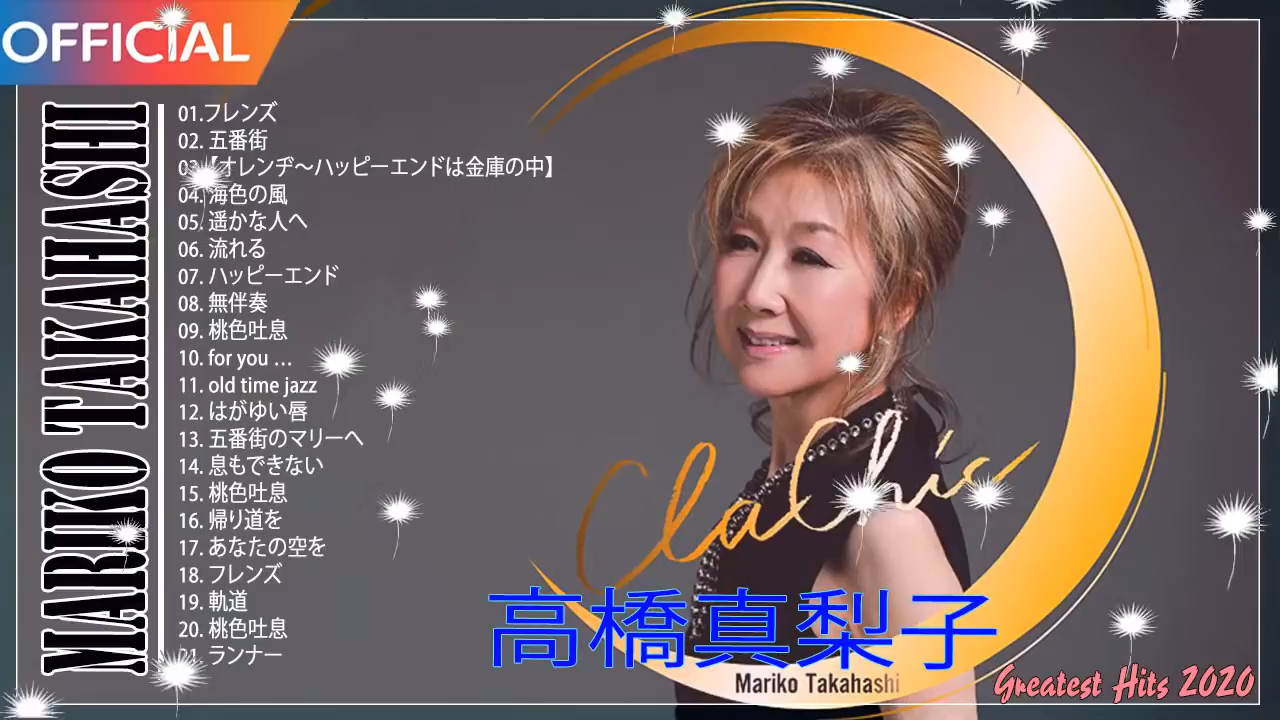 OFFICIAL
MARIKO TAKAHASHI
01.フレンズ
02. 五番街
03.【オレンヂ〜ハッピーエンドは金庫の中】
04. 海色の風
05. 遥かな人へ
06. 流れる
07. ハッピーエンド
08. 無伴奏
09. 桃色吐息
10. for you ...
11. old time jazz
12. はがゆい唇
13. 五番街のマリーへ
14. 息もできない
15. 桃色吐息
16. 帰り道を
17. あなたの空を
18. フレンズ
19. 軌道
20. 桃色吐息
21. ランナー
ClaChic
高橋真梨子
Mariko Takahashi
Greatest Hits 2020